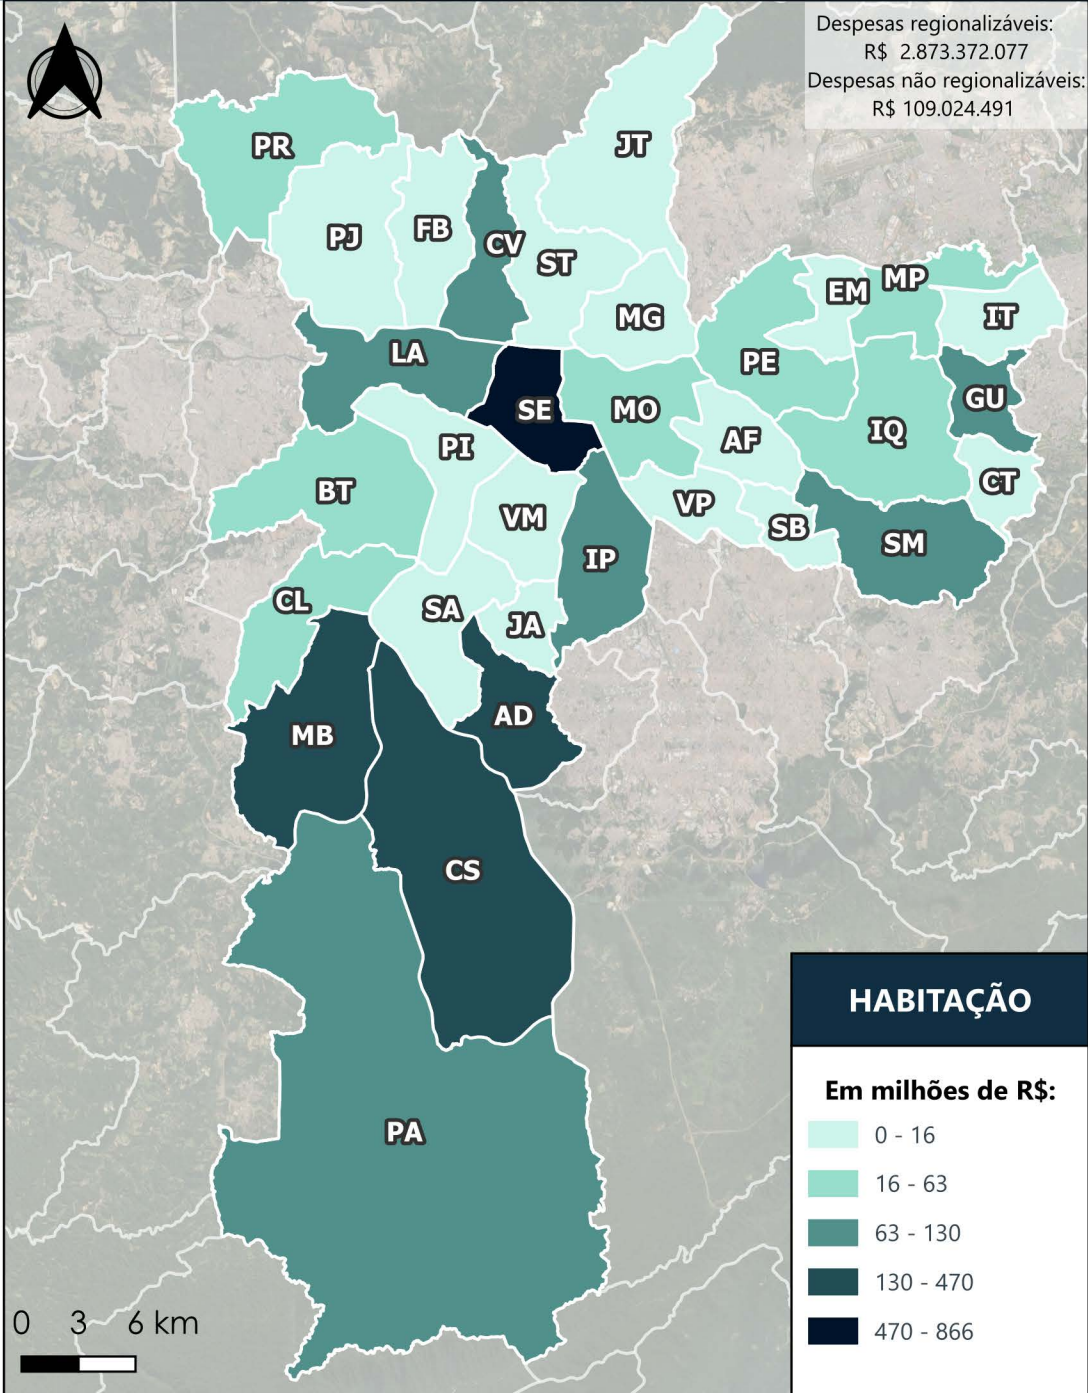 Despesas regionalizáveis:
R$ 2.873.372.077
Despesas não regionalizáveis:
R$ 109.024.491
JT
PR
PJ
FB
CV
ST
MG
EM
MP
IT
LA
PE
SE
MO
GU
AF
IQ
PI
BT
VM
VP
SB
CT
SM
IP
CL
SA
JA
AD
MB
CS
PA
HABITAÇÃO
Em milhões de R$:
0 - 16
16 - 63
63 - 130
130 - 470
470 - 866
0 3 6 km